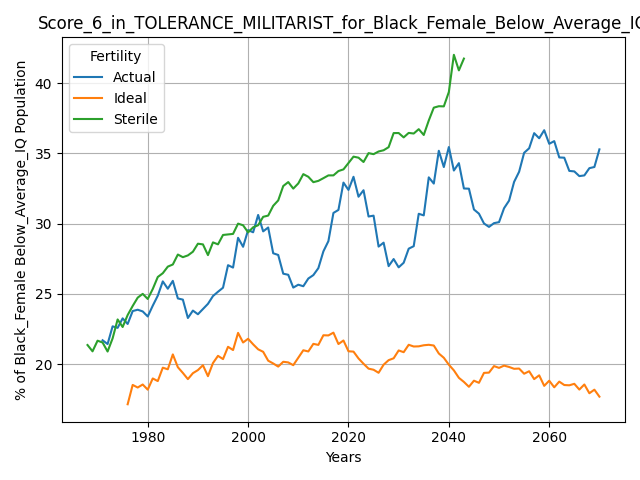 Score_6_in_TOLERANCE_MILITARIST_for_Black_Female_Below_Average_IQ
Fertility
Actual
Ideal
Sterile
% of Black_Female Below_Average_IQ Population
40
35
30
25
20
1980
2000
2020
2040
2060
Years